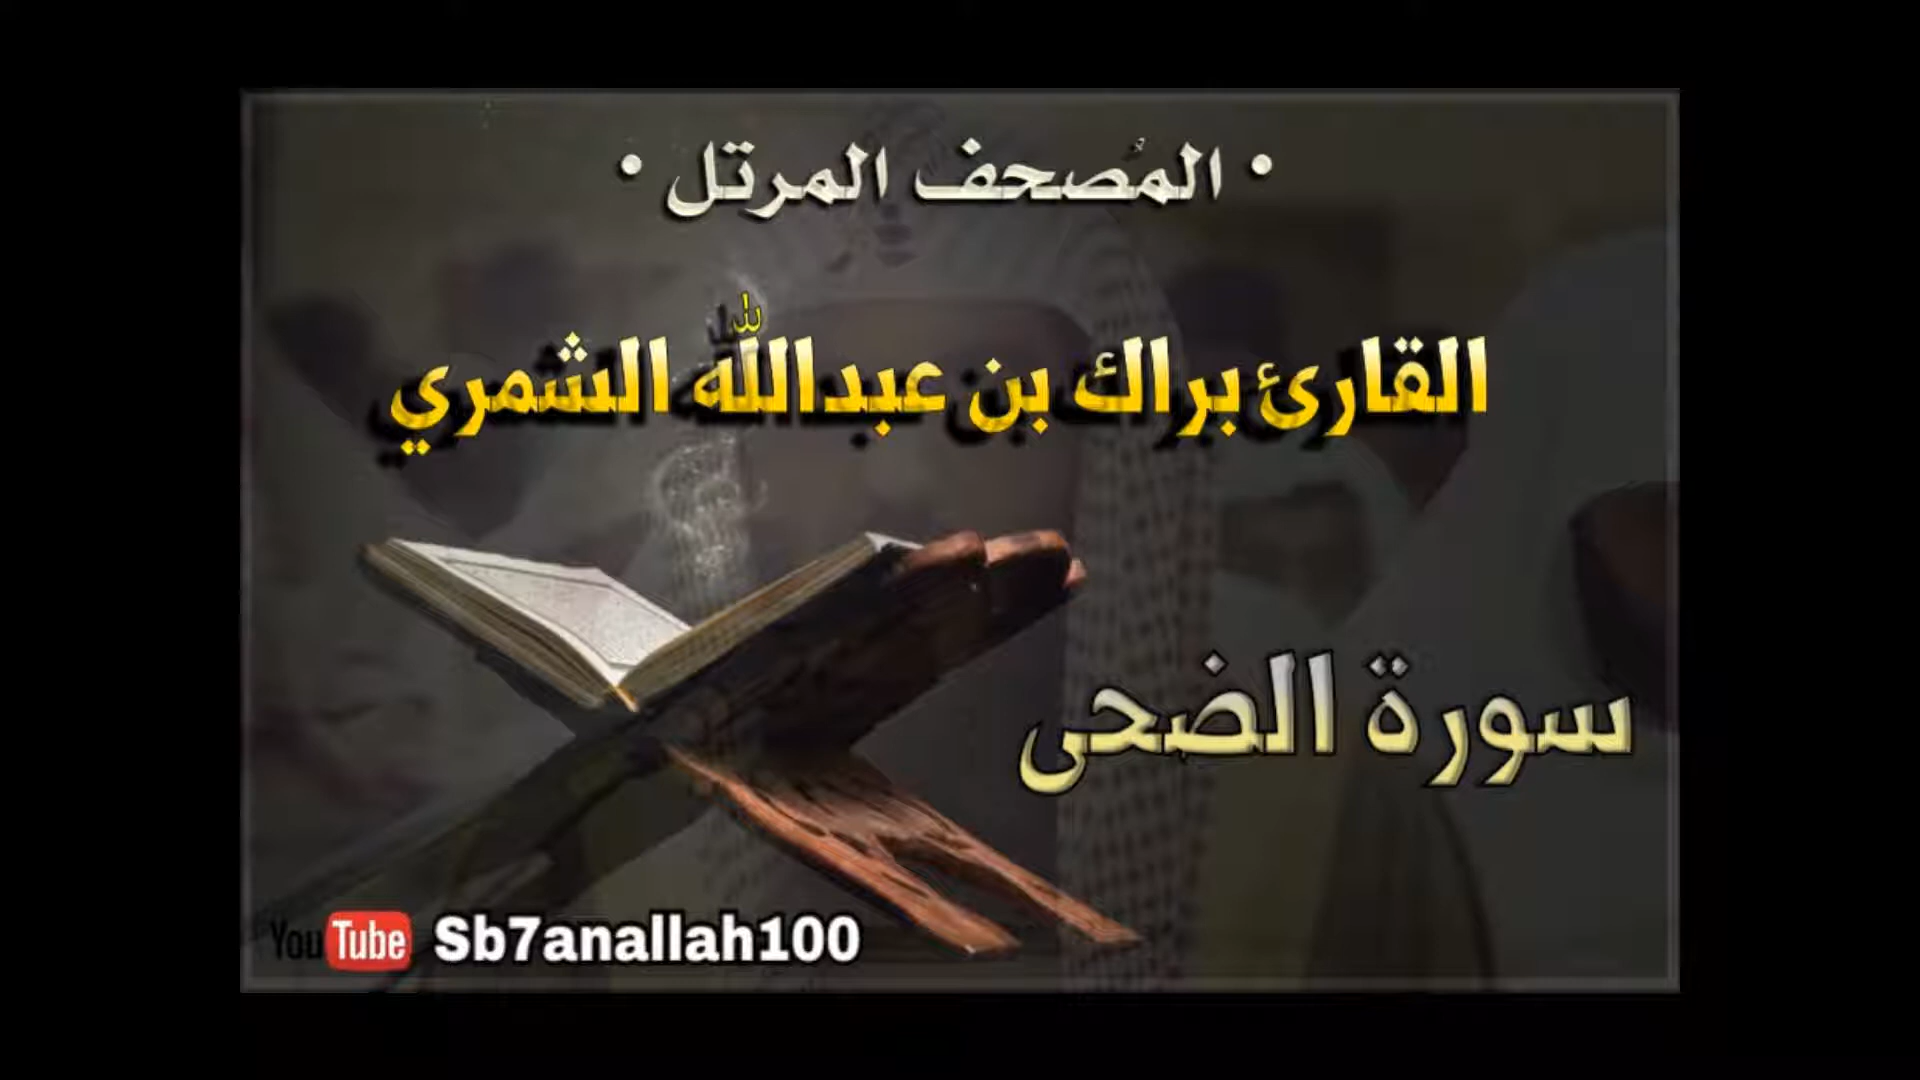 • المُصحف المرتل •
القارئ براك بن عبدالله الشمري
سورة الضحى
YouTube Sb7anallah100